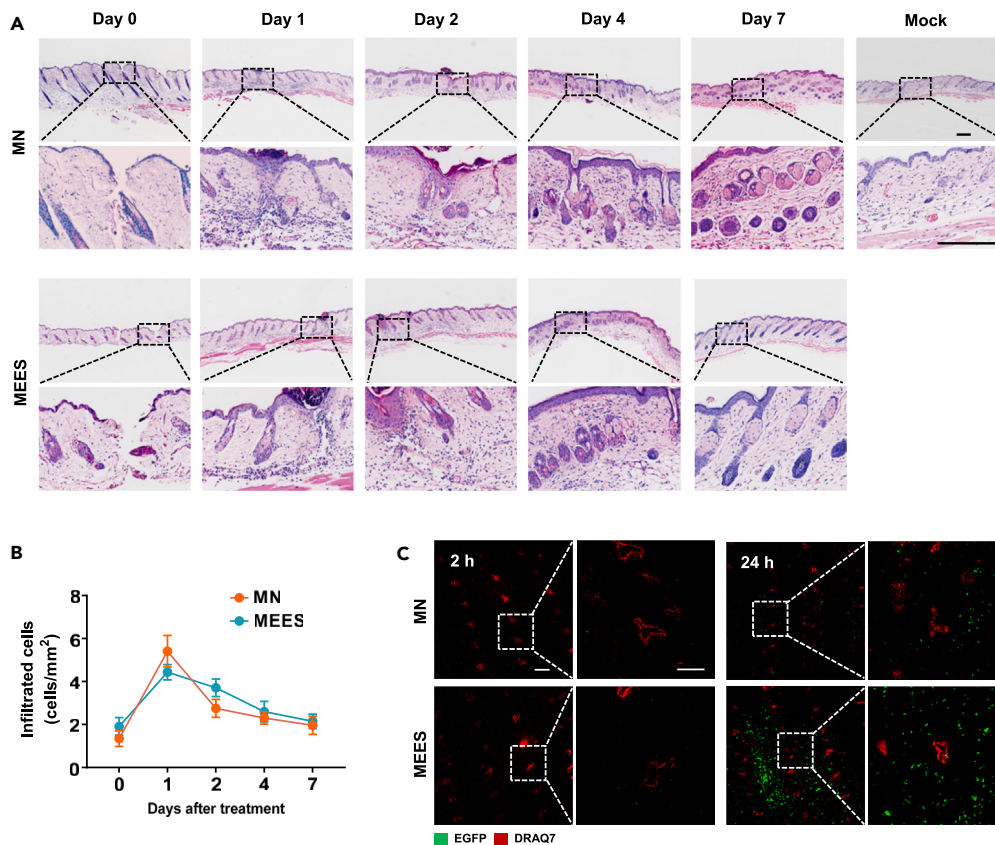 A
Day 0
Day 1
Day 2
Day 4
Day 7
Mock
MN
MEES
B
8
6
4
2
0
Infiltrated cells
(cells/mm²)
MN
MEES
0
1
2
4
7
Days after treatment
C
2 h
24 h
MN
MEES
EGFP
DRAQ7